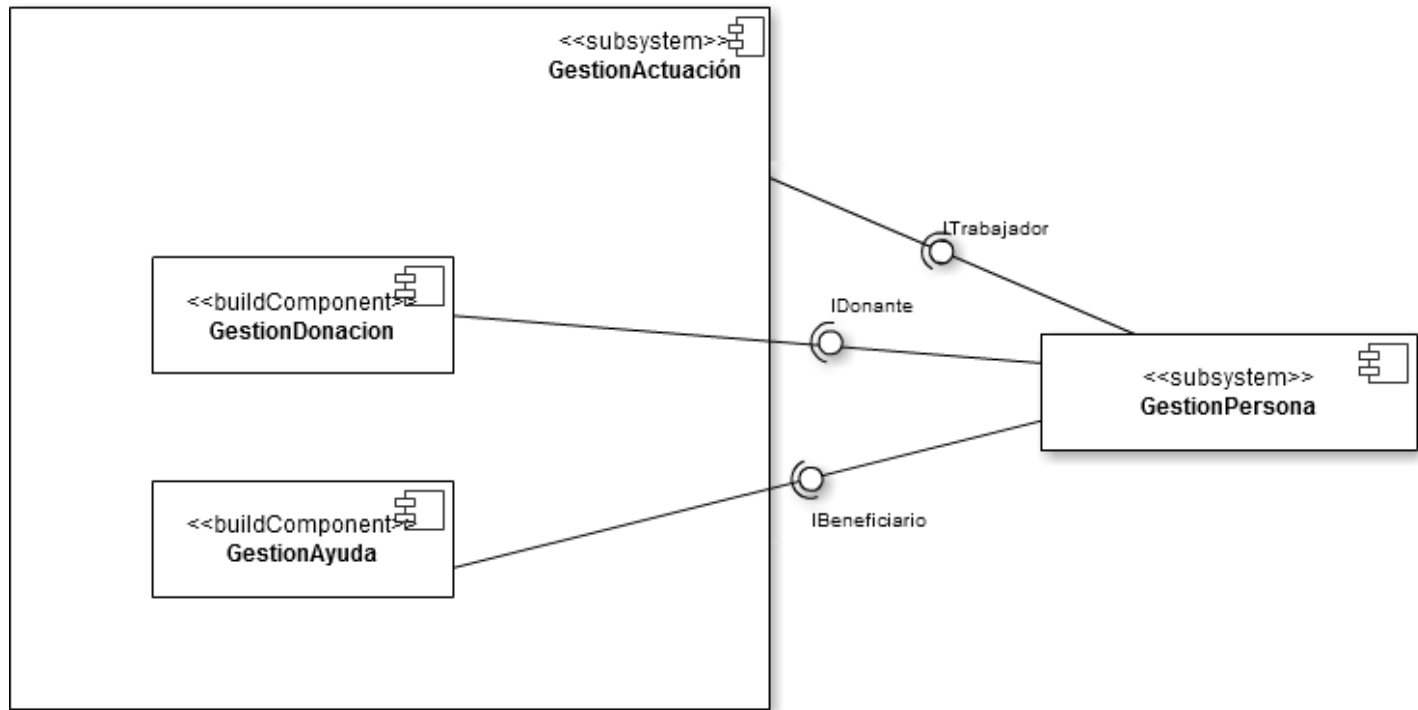 <<subsystem>>
GestionActuación
ITrabajador
<<buildComponent>>
GestionDonacion
IDonante
<<subsystem>>
GestionPersona
<<buildComponent>>
GestionAyuda
IBeneficiario